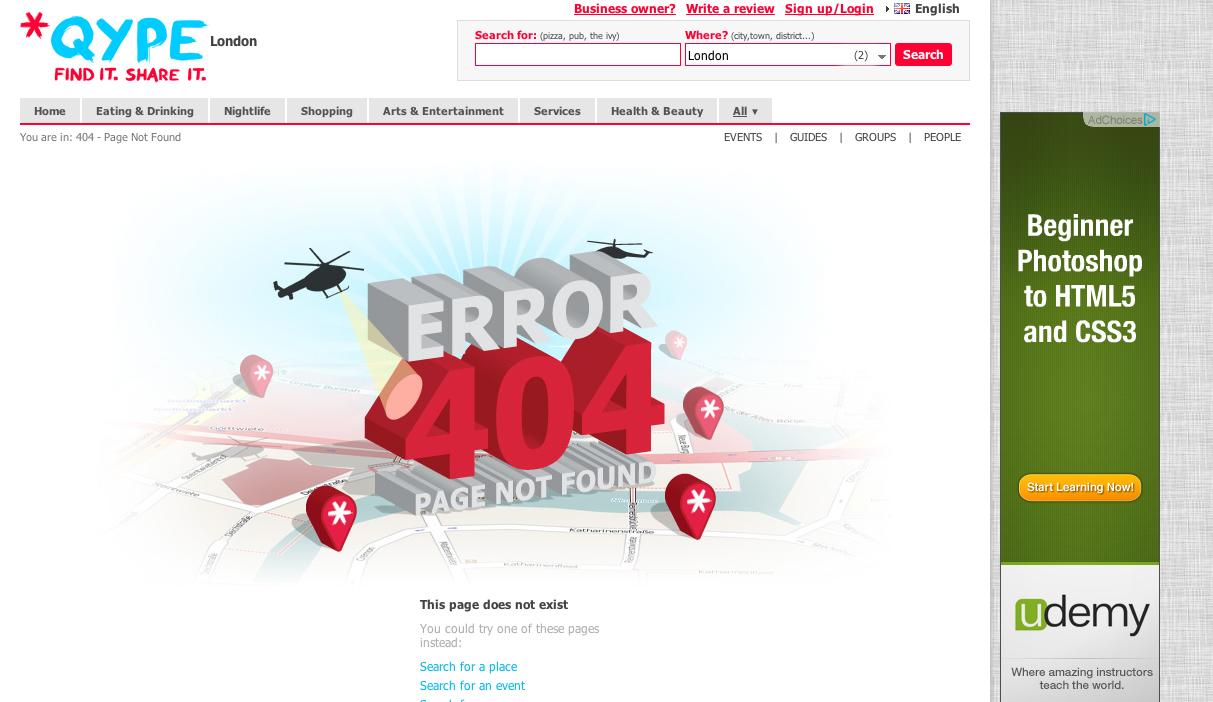 Business owner? Write a review Sign up/Login English
*QYPE London
FIND IT. SHARE IT.
Search for: (pizza, pub, the ivy) Where? (city,town, district...)
London (2) Search
Home Eating & Drinking Nightlife Shopping Arts & Entertainment Services Health & Beauty All ▾
You are in: 404 - Page Not Found EVENTS | GUIDES | GROUPS | PEOPLE
AdChoices
Beginner
Photoshop
to HTML5
and CSS3
Start Learning Now!
udemy
Where amazing instructors
teach the world.
ERROR
404
PAGE NOT FOUND
Katharinenstraße
This page does not exist
You could try one of these pages
instead:
Search for a place
Search for an event